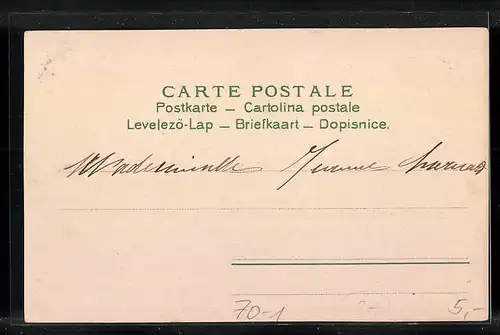 CARTE POSTALE
Postkarte – Cartolina postale
Levelező-Lap – Briefkaart – Dopisnice.
Mademoiselle
70-1 5,-